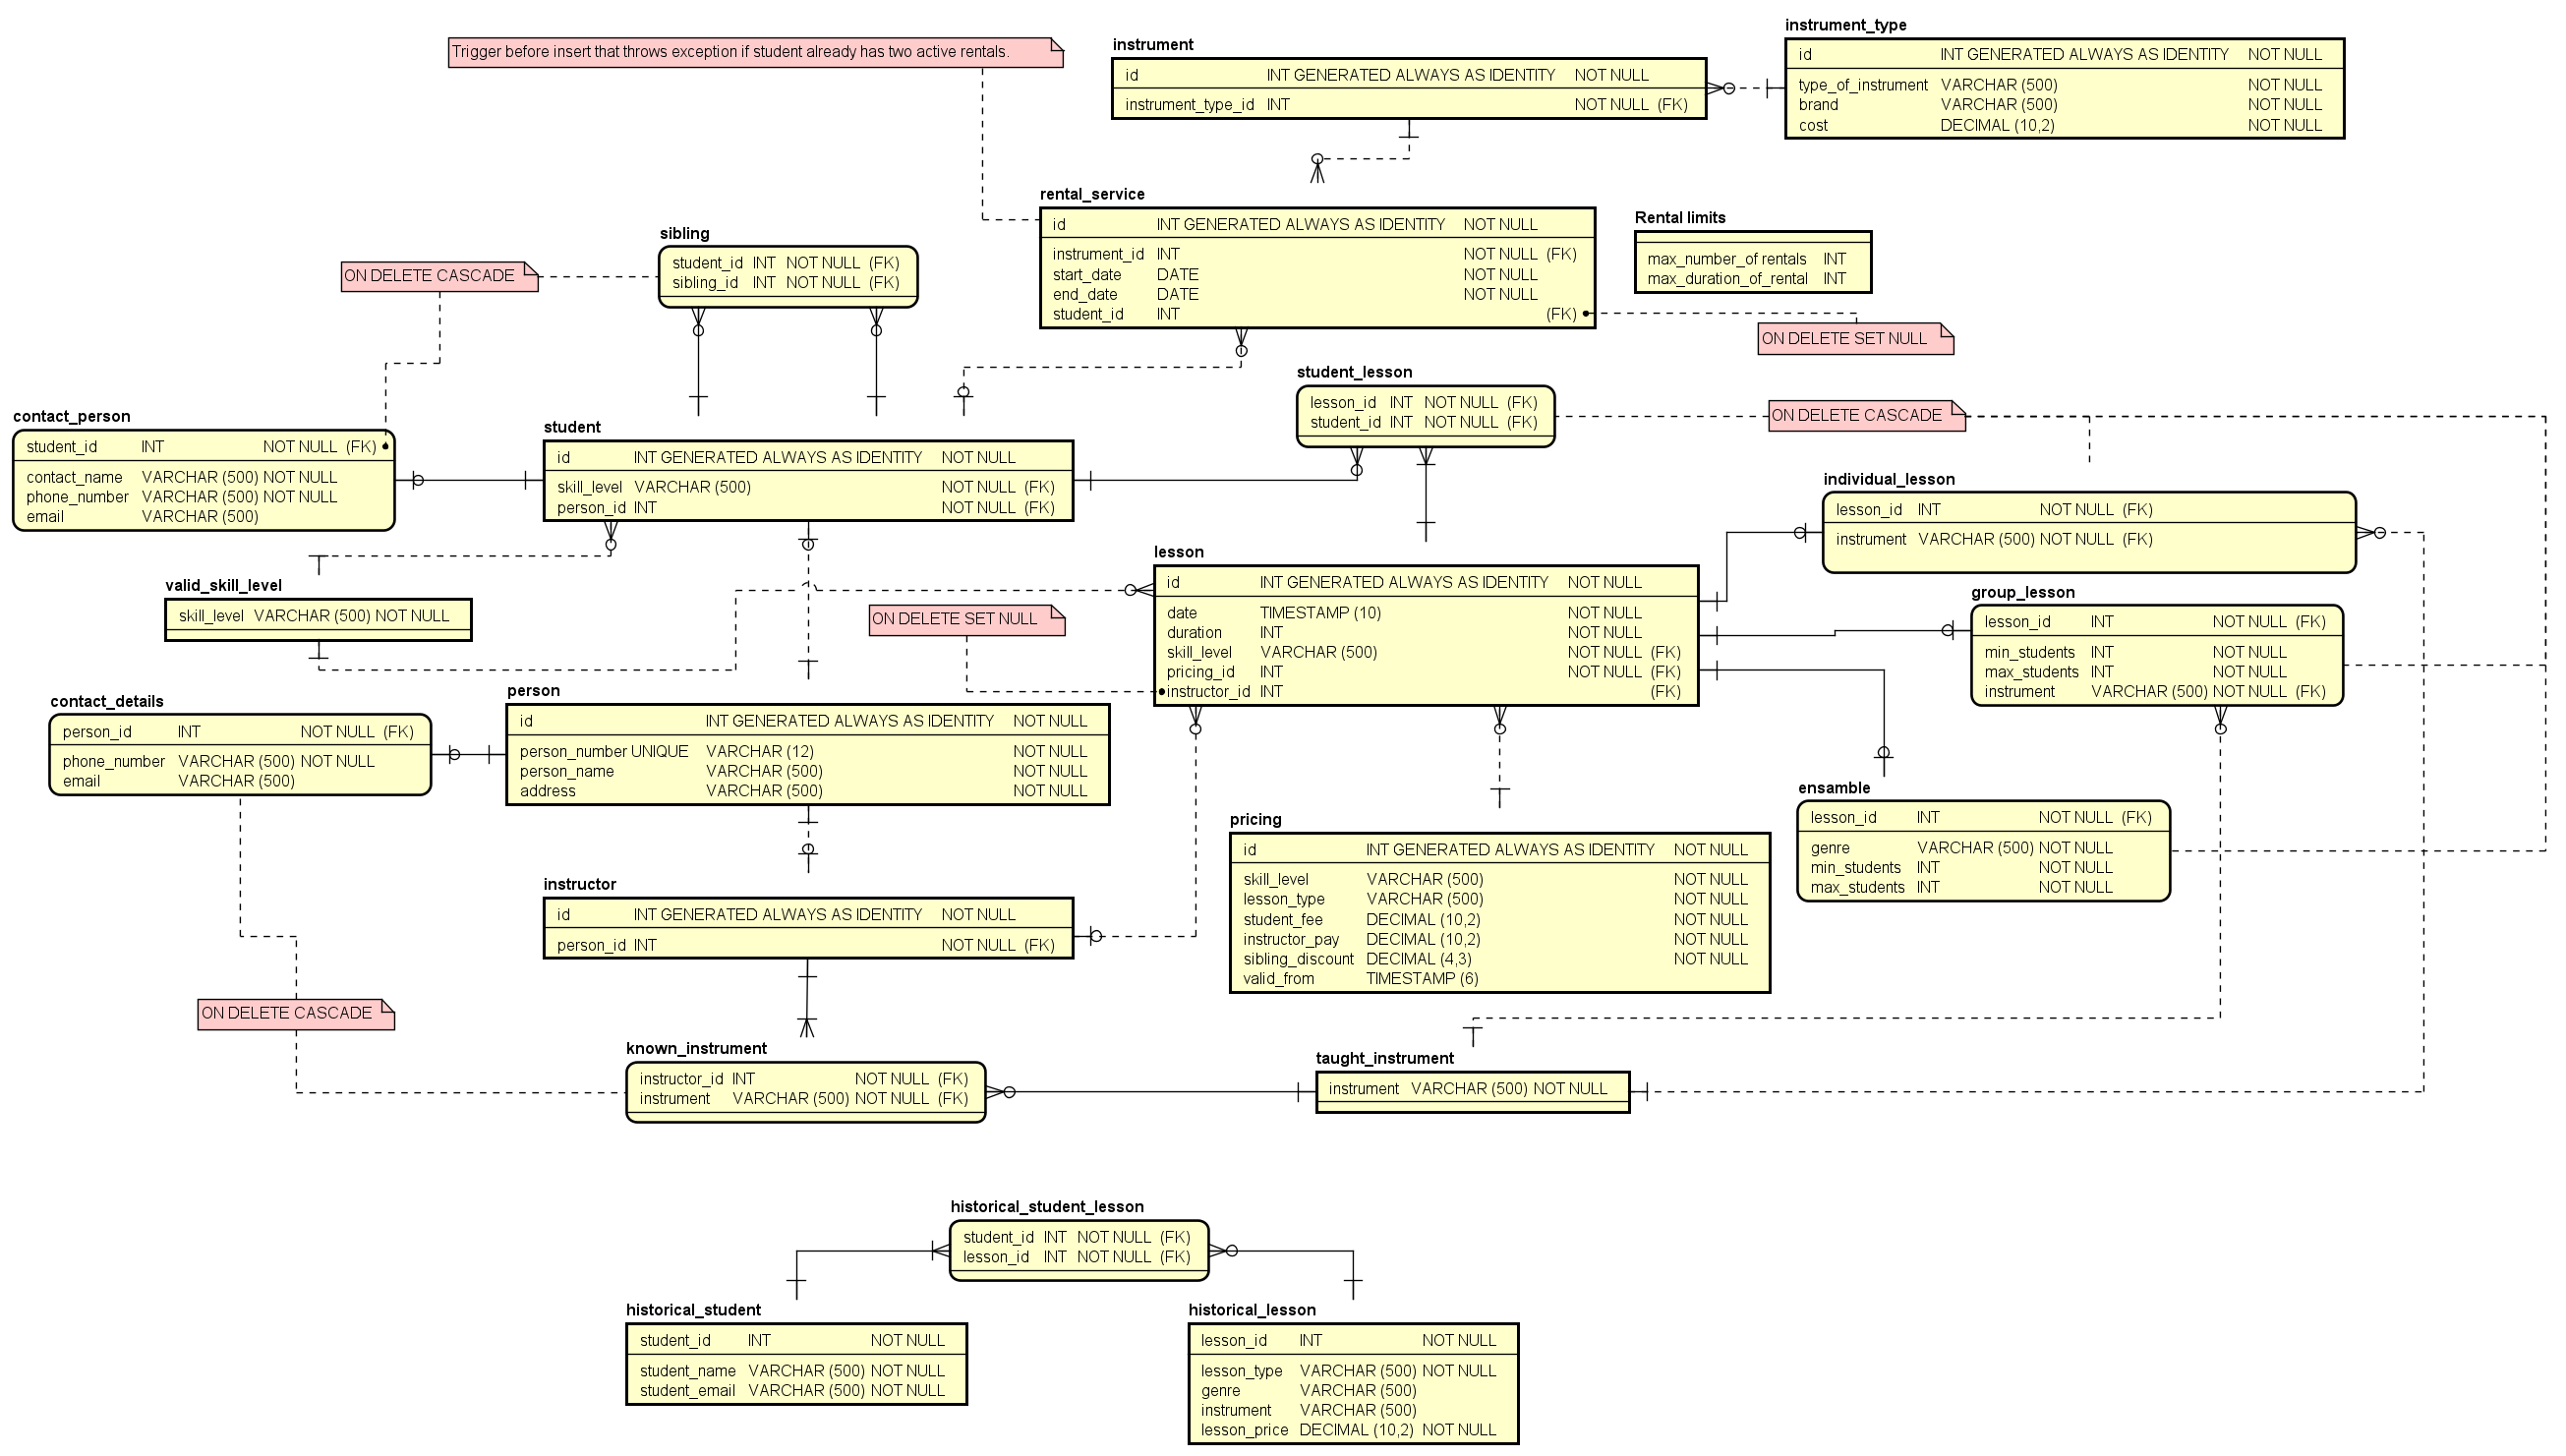 instrument_type
id INT GENERATED ALWAYS AS IDENTITY NOT NULL
type_of_instrument VARCHAR (500) NOT NULL
brand VARCHAR (500) NOT NULL
cost DECIMAL (10,2) NOT NULL
Trigger before insert that throws exception if student already has two active rentals.
instrument
id INT GENERATED ALWAYS AS IDENTITY NOT NULL
instrument_type_id INT NOT NULL (FK)
rental_service
id INT GENERATED ALWAYS AS IDENTITY NOT NULL
instrument_id INT NOT NULL (FK)
start_date DATE NOT NULL
end_date DATE NOT NULL
student_id INT (FK)
Rental limits
max_number_of rentals INT
max_duration_of_rental INT
ON DELETE SET NULL
sibling
student_id INT NOT NULL (FK)
sibling_id INT NOT NULL (FK)
ON DELETE CASCADE
contact_person
student_id INT NOT NULL (FK)
contact_name VARCHAR (500) NOT NULL
phone_number VARCHAR (500) NOT NULL
email VARCHAR (500)
student
id INT GENERATED ALWAYS AS IDENTITY NOT NULL
skill_level VARCHAR (500) NOT NULL (FK)
person_id INT NOT NULL (FK)
student_lesson
lesson_id INT NOT NULL (FK)
student_id INT NOT NULL (FK)
ON DELETE CASCADE
individual_lesson
lesson_id INT NOT NULL (FK)
instrument VARCHAR (500) NOT NULL (FK)
valid_skill_level
skill_level VARCHAR (500) NOT NULL
ON DELETE SET NULL
lesson
id INT GENERATED ALWAYS AS IDENTITY NOT NULL
date TIMESTAMP (10) NOT NULL
duration INT NOT NULL
skill_level VARCHAR (500) NOT NULL (FK)
pricing_id INT NOT NULL (FK)
instructor_id INT (FK)
group_lesson
lesson_id INT NOT NULL (FK)
min_students INT NOT NULL
max_students INT NOT NULL
instrument VARCHAR (500) NOT NULL (FK)
contact_details
person_id INT NOT NULL (FK)
phone_number VARCHAR (500) NOT NULL
email VARCHAR (500)
person
id INT GENERATED ALWAYS AS IDENTITY NOT NULL
person_number UNIQUE VARCHAR (12) NOT NULL
person_name VARCHAR (500) NOT NULL
address VARCHAR (500) NOT NULL
ensamble
lesson_id INT NOT NULL (FK)
genre VARCHAR (500) NOT NULL
min_students INT NOT NULL
max_students INT NOT NULL
pricing
id INT GENERATED ALWAYS AS IDENTITY NOT NULL
skill_level VARCHAR (500) NOT NULL
lesson_type VARCHAR (500) NOT NULL
student_fee DECIMAL (10,2) NOT NULL
instructor_pay DECIMAL (10,2) NOT NULL
sibling_discount DECIMAL (4,3) NOT NULL
valid_from TIMESTAMP (6)
instructor
id INT GENERATED ALWAYS AS IDENTITY NOT NULL
person_id INT NOT NULL (FK)
ON DELETE CASCADE
known_instrument
instructor_id INT NOT NULL (FK)
instrument VARCHAR (500) NOT NULL (FK)
taught_instrument
instrument VARCHAR (500) NOT NULL
historical_student_lesson
student_id INT NOT NULL (FK)
lesson_id INT NOT NULL (FK)
historical_student
student_id INT NOT NULL
student_name VARCHAR (500) NOT NULL
student_email VARCHAR (500) NOT NULL
historical_lesson
lesson_id INT NOT NULL
lesson_type VARCHAR (500) NOT NULL
genre VARCHAR (500)
instrument VARCHAR (500)
lesson_price DECIMAL (10,2) NOT NULL